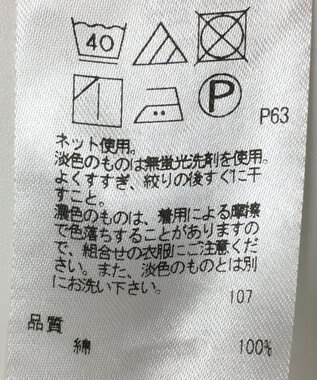 40
P
P63
ネット使用。
淡色のものは無蛍光洗剤を使用。
よくすすぎ、絞りの後すぐに干
すこと。
濃色のものは、着用による摩擦
で色落ちすることがありますの
で、組合せの衣服にご注意くだ
さい。また、淡色のものとは別
にお洗い下さい。
107
品質
綿 100%